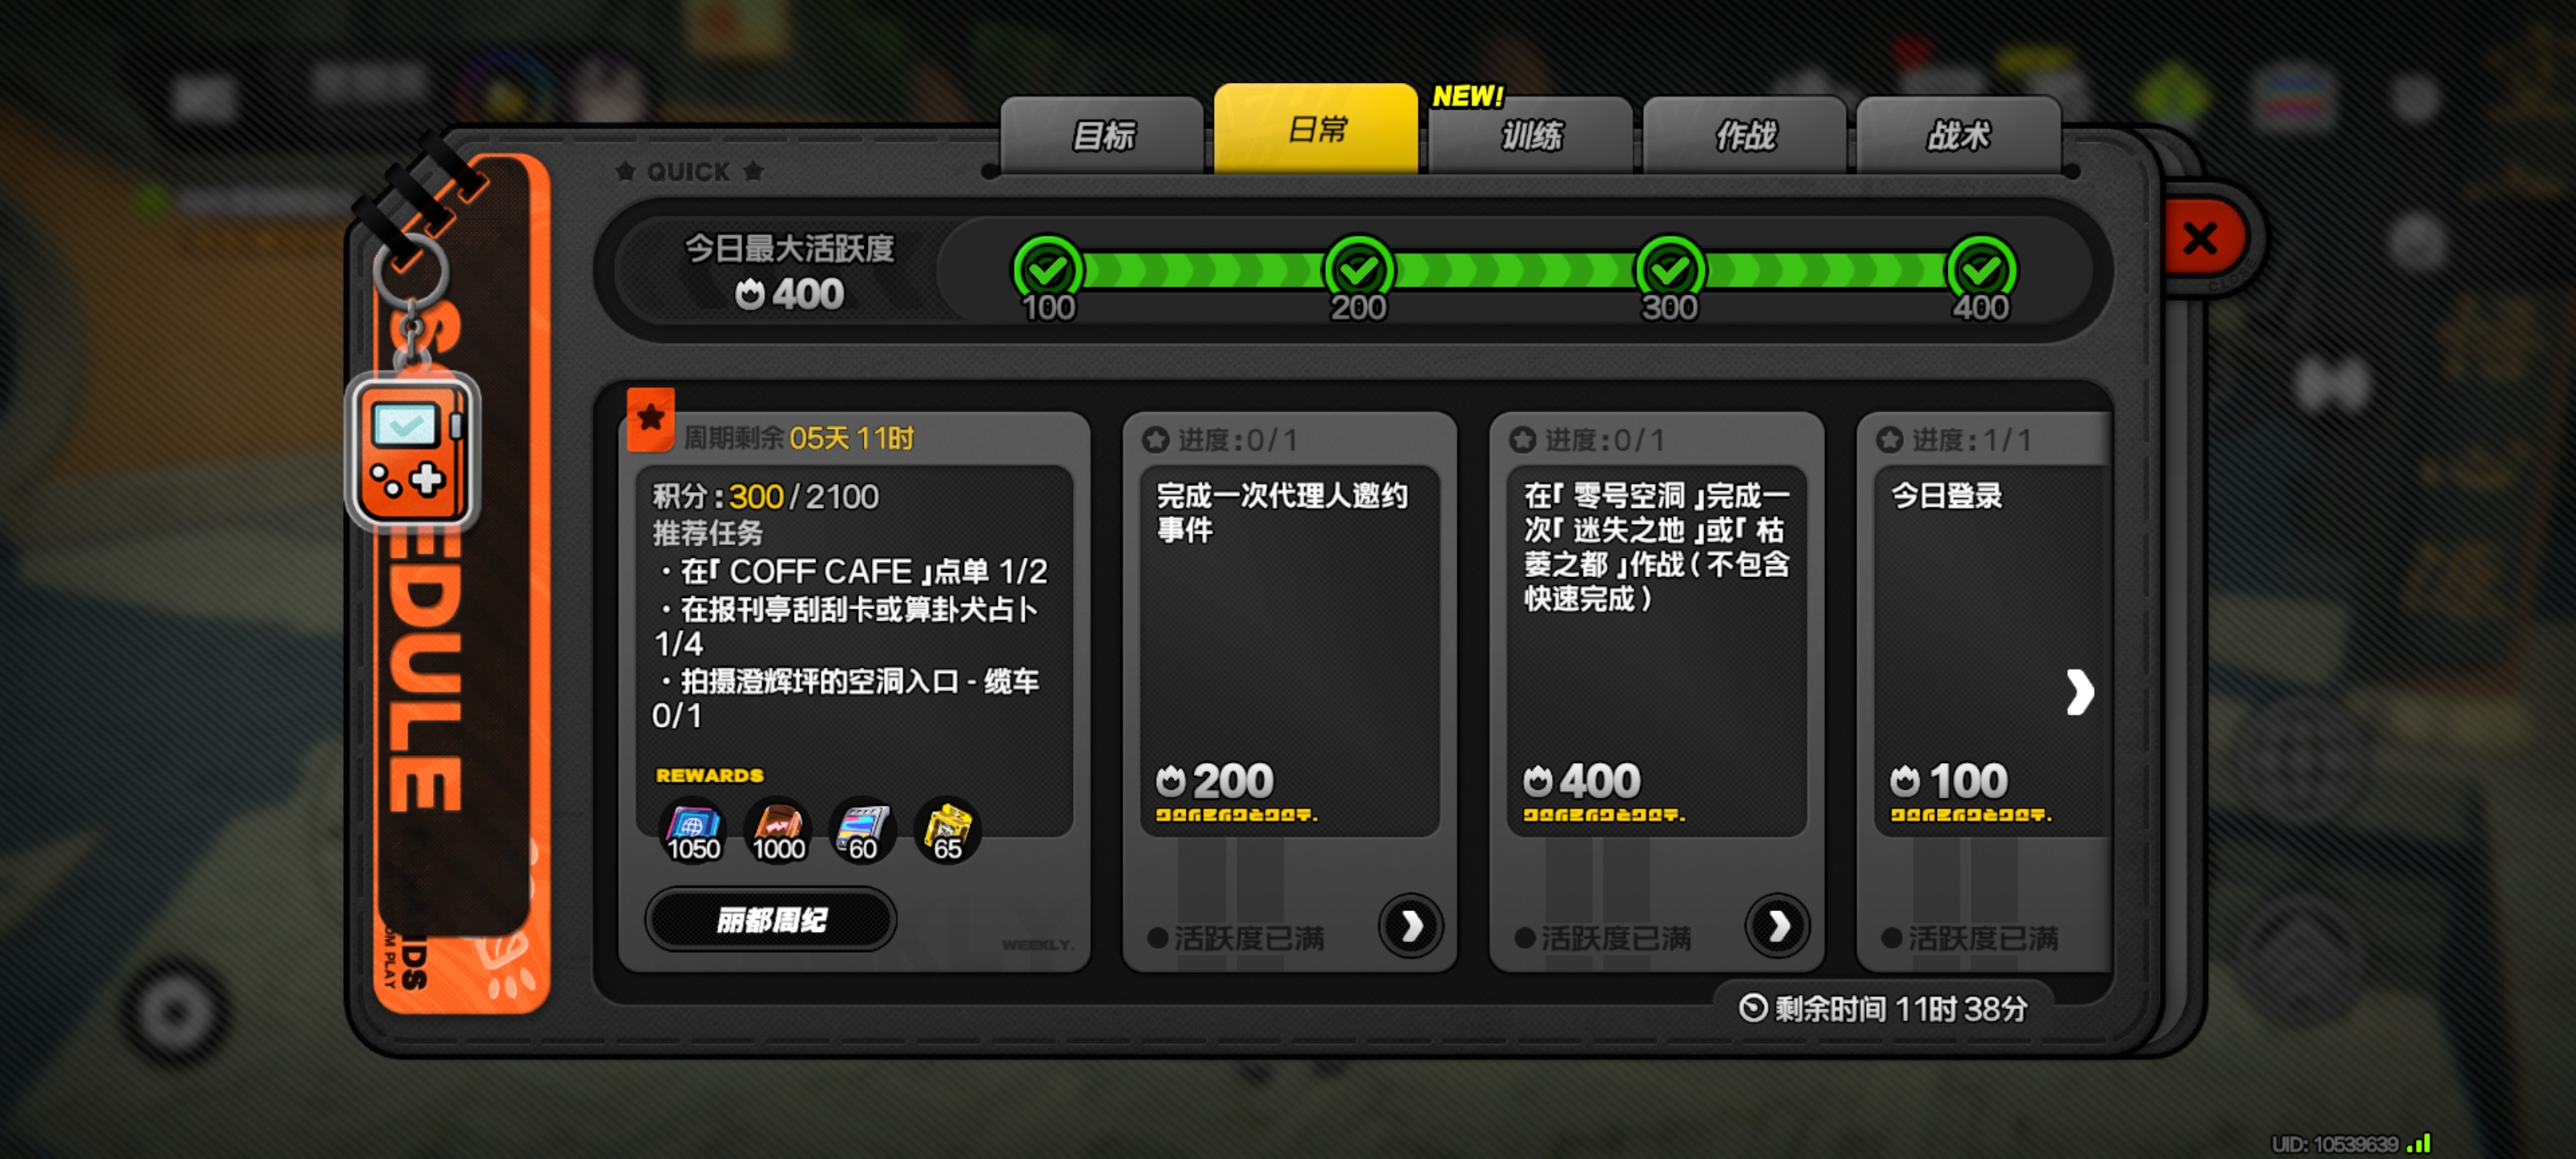 目标
日常
NEW!
训练
作战
战术
QUICK
今日最大活跃度
400
100
200
300
400
周期剩余 05天 11时
积分:300/2100
推荐任务
·在「COFF CAFE」点单 1/2
·在报刊亭刮刮卡或算卦犬占卜
1/4
·拍摄澄辉坪的空洞入口-缆车
0/1
REWARDS
1050
1000
60
65
丽都周纪
WEEKLY.
进度:0/1
完成一次代理人邀约
事件
200
活跃度已满
进度:0/1
在「零号空洞」完成一
次「迷失之地」或「枯
萎之都」作战(不包含
快速完成)
400
活跃度已满
进度:1/1
今日登录
100
活跃度已满
剩余时间 11时 38分
EDULE
UID: 10539639